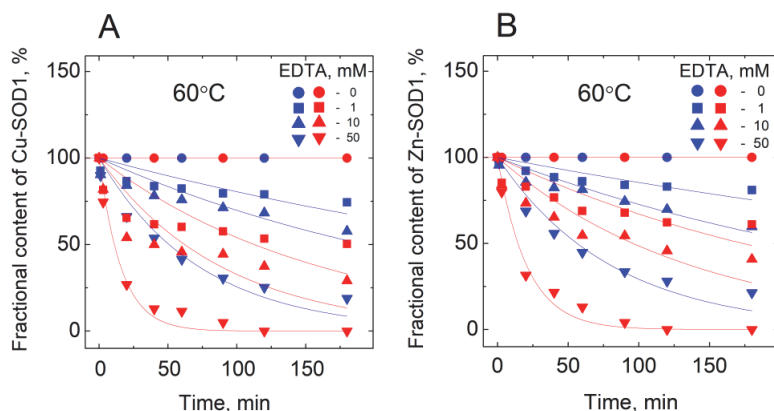 A
Fractional content of Cu-SOD1, %
150
100
50
0
60°C
EDTA, mM
- 0
- 1
- 10
- 50
0
50
100
150
Time, min
B
Fractional content of Zn-SOD1, %
150
100
50
0
60°C
EDTA, mM
- 0
- 1
- 10
- 50
0
50
100
150
Time, min